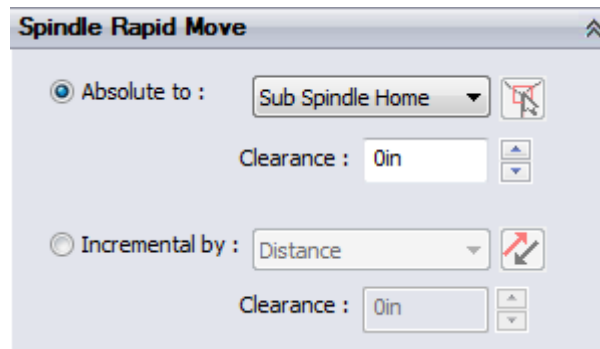 Spindle Rapid Move
Absolute to : Sub Spindle Home
Clearance : 0in
Incremental by : Distance
Clearance : 0in